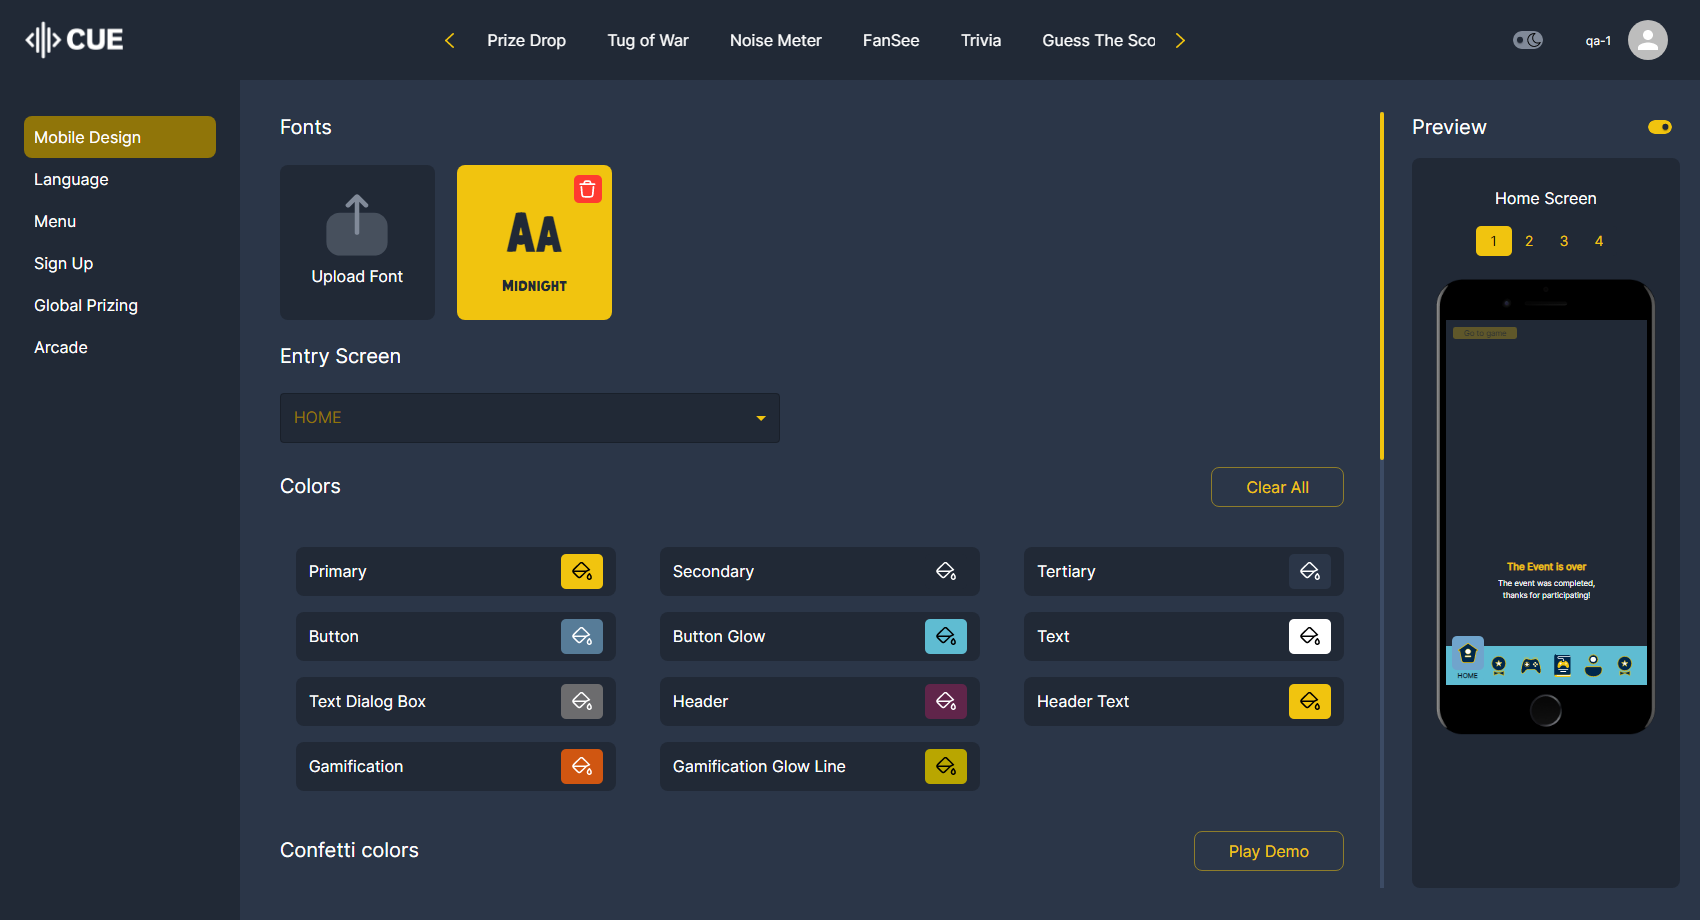 CUE
Prize Drop
Tug of War
Noise Meter
FanSee
Trivia
Guess The Sco
qa-1
Mobile Design
Language
Menu
Sign Up
Global Prizing
Arcade
Fonts
Upload Font
AA
MIDNIGHT
Entry Screen
HOME
Colors
Clear All
Primary
Secondary
Tertiary
Button
Button Glow
Text
Text Dialog Box
Header
Header Text
Gamification
Gamification Glow Line
Confetti colors
Play Demo
Preview
Home Screen
1 2 3 4
Go to game
The Event is over
The event was completed,
thanks for participating!
HOME